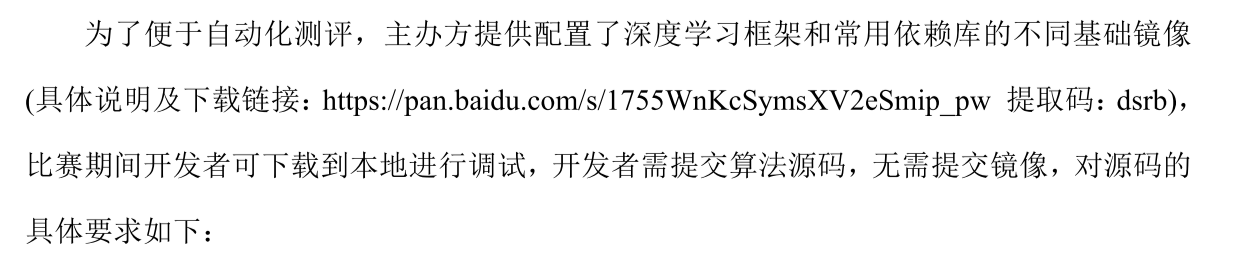 为了便于自动化测评，主办方提供配置了深度学习框架和常用依赖库的不同基础镜像
(具体说明及下载链接：https://pan.baidu.com/s/1755WnKcSymsXV2eSmip_pw 提取码：dsrb)，
比赛期间开发者可下载到本地进行调试，开发者需提交算法源码，无需提交镜像，对源码的
具体要求如下：